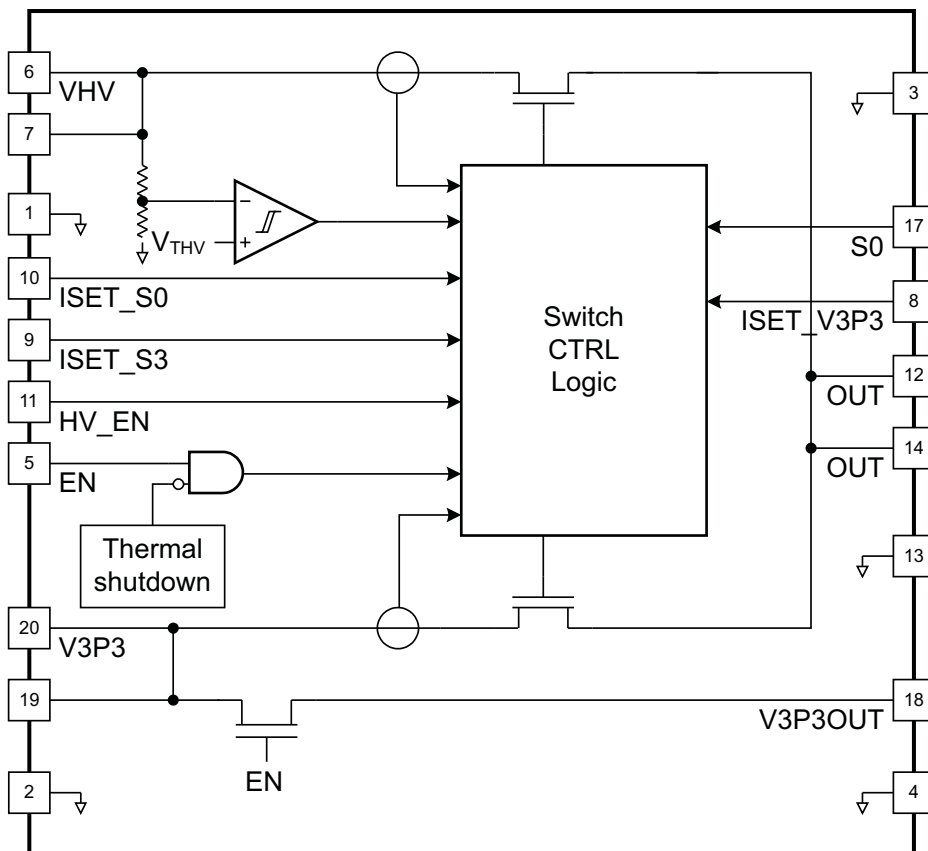 6
VHV
3
7
1
VTHV
−
+
17
S0
10
ISET_S0
8
ISET_V3P3
Switch
CTRL
Logic
9
ISET_S3
12
OUT
11
HV_EN
14
OUT
5
EN
Thermal
shutdown
13
20
V3P3
19
18
V3P3OUT
EN
2
4